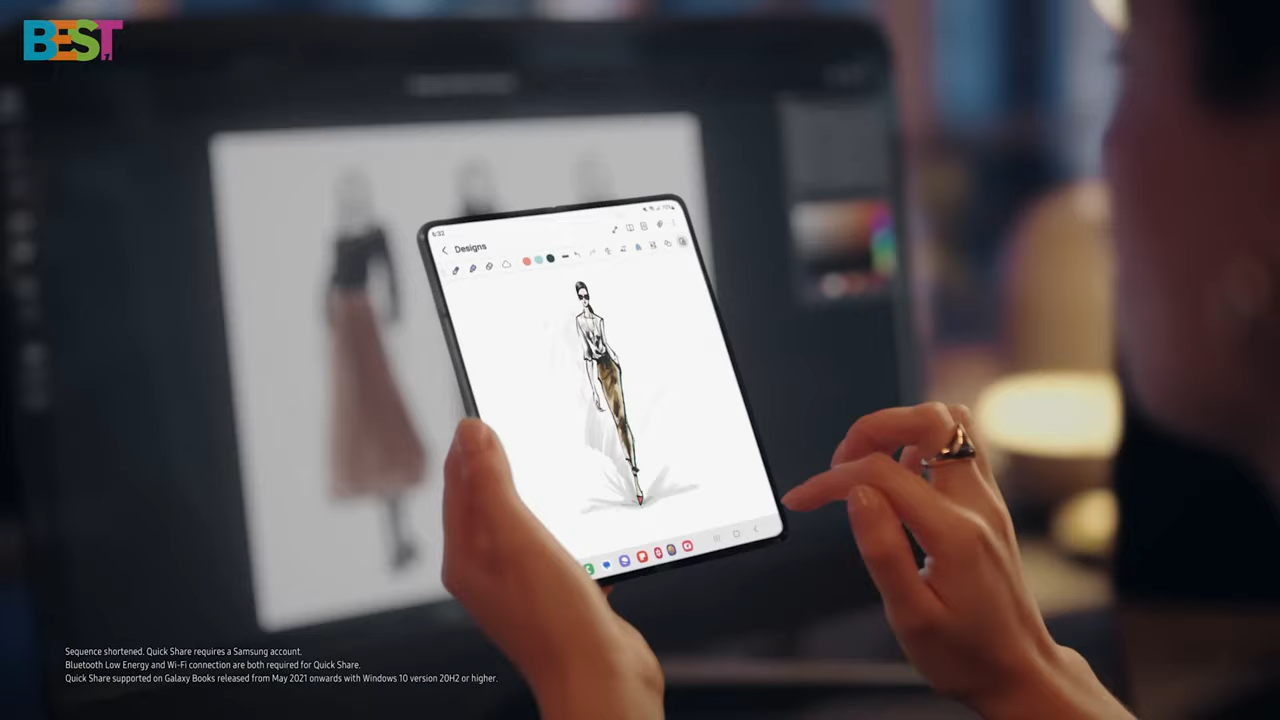 BEST
5:32
Designs
Sequence shortened. Quick Share requires a Samsung account.
Bluetooth Low Energy and Wi-Fi connection are both required for Quick Share.
Quick Share supported on Galaxy Books released from May 2021 onwards with Windows 10 version 20H2 or higher.